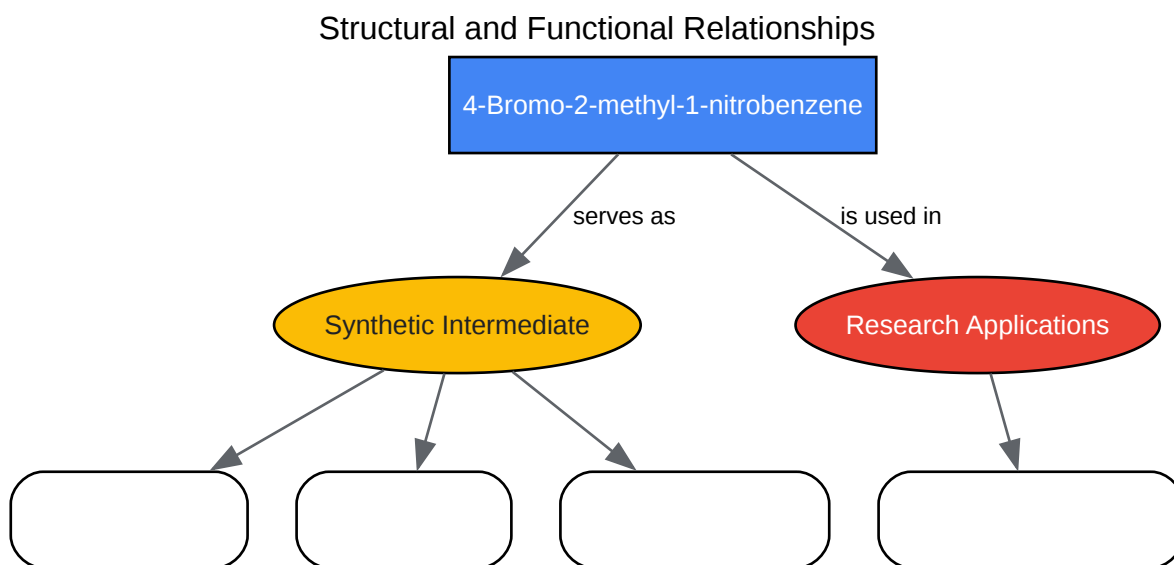 Structural and Functional Relationships
4-Bromo-2-methyl-1-nitrobenzene
serves as
is used in
Synthetic Intermediate
Research Applications